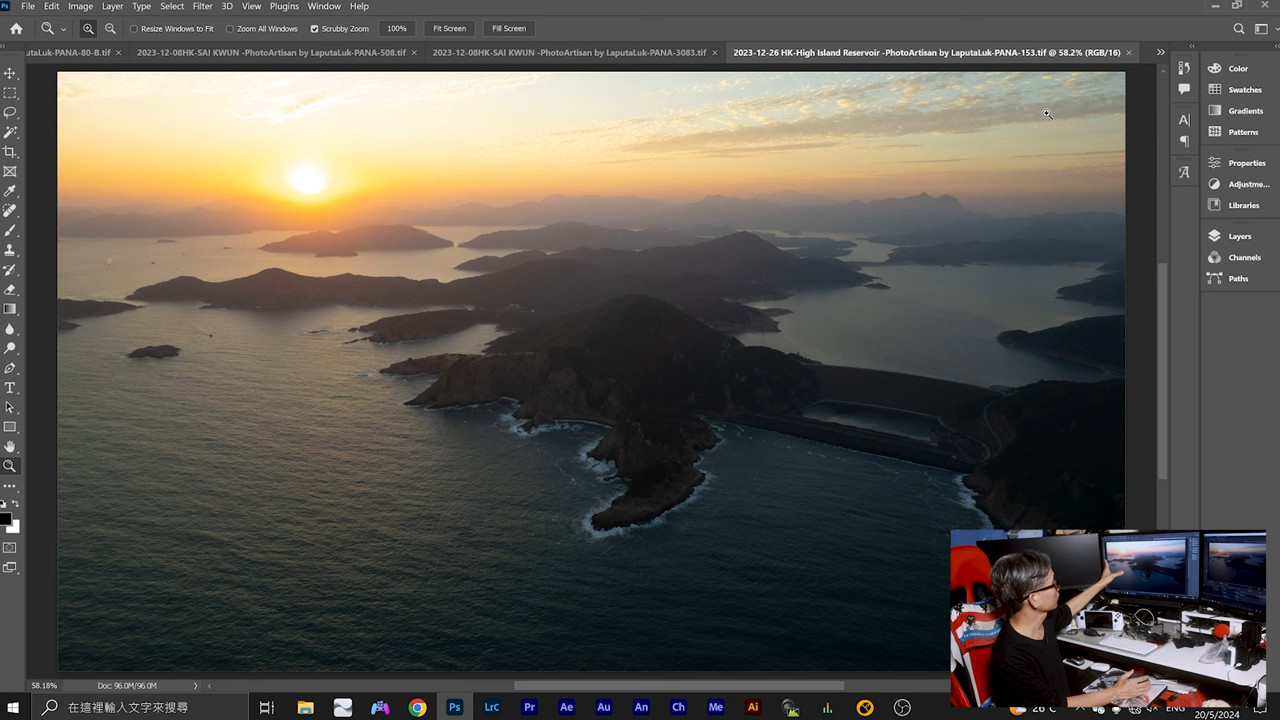 Ps File Edit Image Layer Type Select Filter 3D View Plugins Window Help
Resize Windows to Fit Zoom All Windows Scrubby Zoom 100% Fit Screen Fill Screen
utaLuk-PANA-80-B.tif × 2023-12-08HK-SAI KWUN -PhotoArtisan by LaputaLuk-PANA-508.tif × 2023-12-08HK-SAI KWUN -PhotoArtisan by LaputaLuk-PANA-3083.tif × 2023-12-26 HK-High Island Reservoir -PhotoArtisan by LaputaLuk-PANA-153.tif @ 58.2% (RGB/16) ×
Color
Swatches
Gradients
Patterns
Properties
Adjustme...
Libraries
Layers
Channels
Paths
58.18% Doc: 96.0M/96.0M
在這裡輸入文字來搜尋
Ps Lrc Pr Ae Au An Ch Me Ai
26°C ENG
20/5/2024